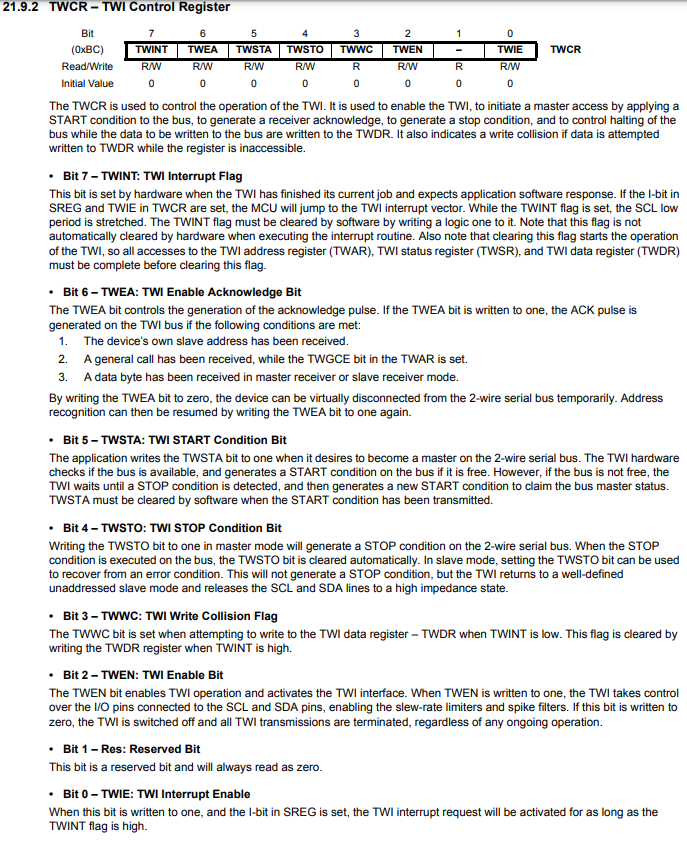 21.9.2 TWCR – TWI Control Register
Bit 7 6 5 4 3 2 1 0
(0xBC) TWINT TWEA TWSTA TWSTO TWWC TWEN – TWIE TWCR
Read/Write R/W R/W R/W R/W R R/W R R/W
Initial Value 0 0 0 0 0 0 0 0
The TWCR is used to control the operation of the TWI. It is used to enable the TWI, to initiate a master access by applying a
START condition to the bus, to generate a receiver acknowledge, to generate a stop condition, and to control halting of the
bus while the data to be written to the bus are written to the TWDR. It also indicates a write collision if data is attempted
written to TWDR while the register is inaccessible.
• Bit 7 – TWINT: TWI Interrupt Flag
This bit is set by hardware when the TWI has finished its current job and expects application software response. If the I-bit in
SREG and TWIE in TWCR are set, the MCU will jump to the TWI interrupt vector. While the TWINT flag is set, the SCL low
period is stretched. The TWINT flag must be cleared by software by writing a logic one to it. Note that this flag is not
automatically cleared by hardware when executing the interrupt routine. Also note that clearing this flag starts the operation
of the TWI, so all accesses to the TWI address register (TWAR), TWI status register (TWSR), and TWI data register (TWDR)
must be complete before clearing this flag.
• Bit 6 – TWEA: TWI Enable Acknowledge Bit
The TWEA bit controls the generation of the acknowledge pulse. If the TWEA bit is written to one, the ACK pulse is
generated on the TWI bus if the following conditions are met:
1. The device's own slave address has been received.
2. A general call has been received, while the TWGCE bit in the TWAR is set.
3. A data byte has been received in master receiver or slave receiver mode.
By writing the TWEA bit to zero, the device can be virtually disconnected from the 2-wire serial bus temporarily. Address
recognition can then be resumed by writing the TWEA bit to one again.
• Bit 5 – TWSTA: TWI START Condition Bit
The application writes the TWSTA bit to one when it desires to become a master on the 2-wire serial bus. The TWI hardware
checks if the bus is available, and generates a START condition on the bus if it is free. However, if the bus is not free, the
TWI waits until a STOP condition is detected, and then generates a new START condition to claim the bus master status.
TWSTA must be cleared by software when the START condition has been transmitted.
• Bit 4 – TWSTO: TWI STOP Condition Bit
Writing the TWSTO bit to one in master mode will generate a STOP condition on the 2-wire serial bus. When the STOP
condition is executed on the bus, the TWSTO bit is cleared automatically. In slave mode, setting the TWSTO bit can be used
to recover from an error condition. This will not generate a STOP condition, but the TWI returns to a well-defined
unaddressed slave mode and releases the SCL and SDA lines to a high impedance state.
• Bit 3 – TWWC: TWI Write Collision Flag
The TWWC bit is set when attempting to write to the TWI data register – TWDR when TWINT is low. This flag is cleared by
writing the TWDR register when TWINT is high.
• Bit 2 – TWEN: TWI Enable Bit
The TWEN bit enables TWI operation and activates the TWI interface. When TWEN is written to one, the TWI takes control
over the I/O pins connected to the SCL and SDA pins, enabling the slew-rate limiters and spike filters. If this bit is written to
zero, the TWI is switched off and all TWI transmissions are terminated, regardless of any ongoing operation.
• Bit 1 – Res: Reserved Bit
This bit is a reserved bit and will always read as zero.
• Bit 0 – TWIE: TWI Interrupt Enable
When this bit is written to one, and the I-bit in SREG is set, the TWI interrupt request will be activated for as long as the
TWINT flag is high.